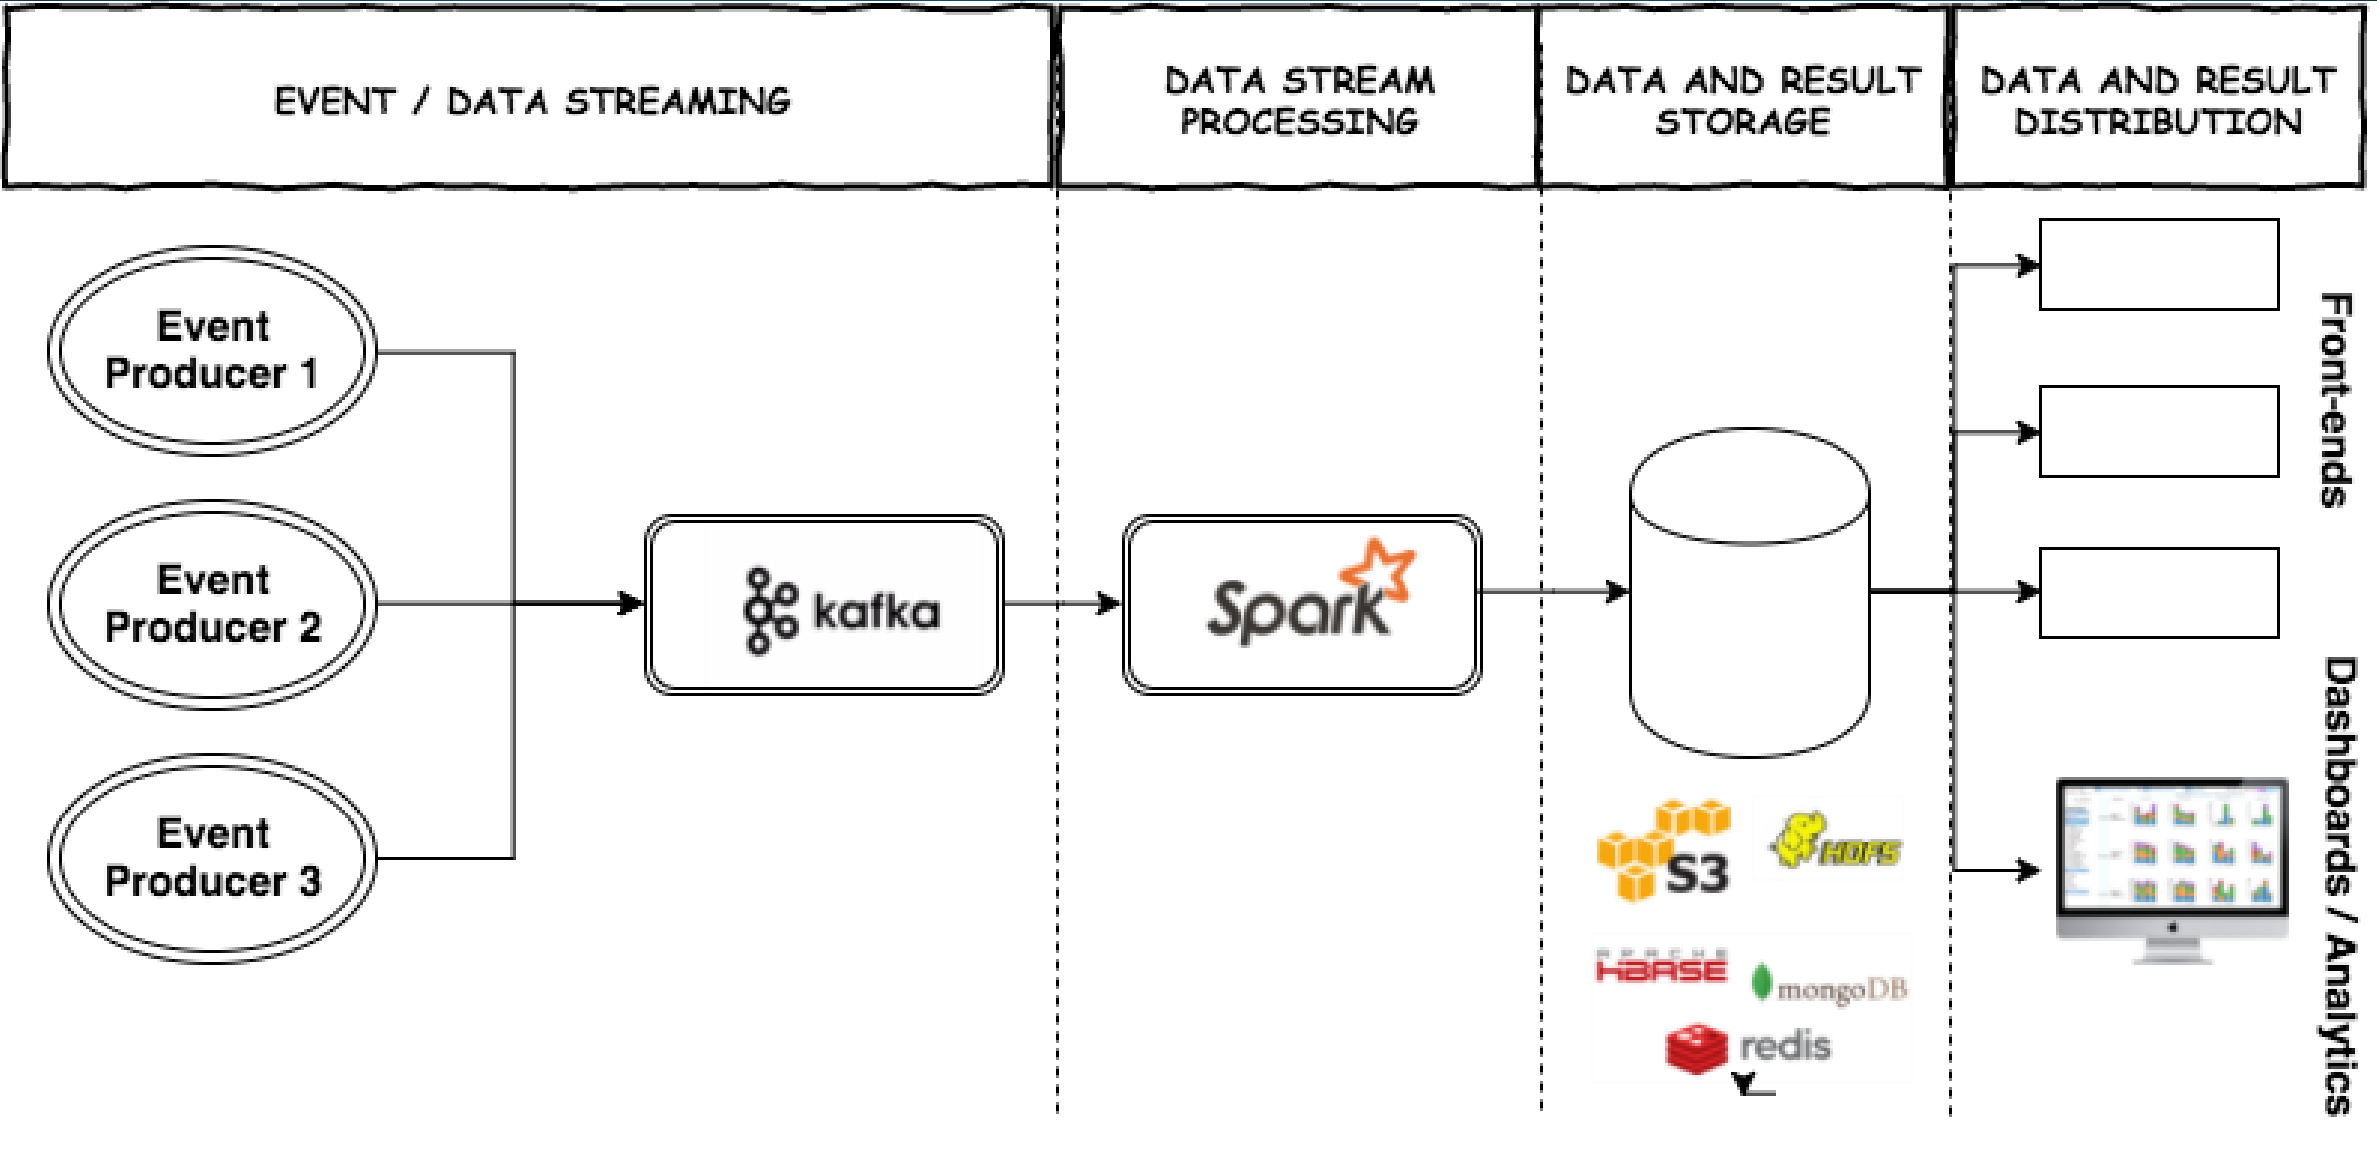 EVENT / DATA STREAMING
DATA STREAM
PROCESSING
DATA AND RESULT
STORAGE
DATA AND RESULT
DISTRIBUTION
Event
Producer 1
Event
Producer 2
Event
Producer 3
kafka
Spark
S3
HDFS
APACHE
HBASE
mongoDB
redis
Front-ends
Dashboards / Analytics